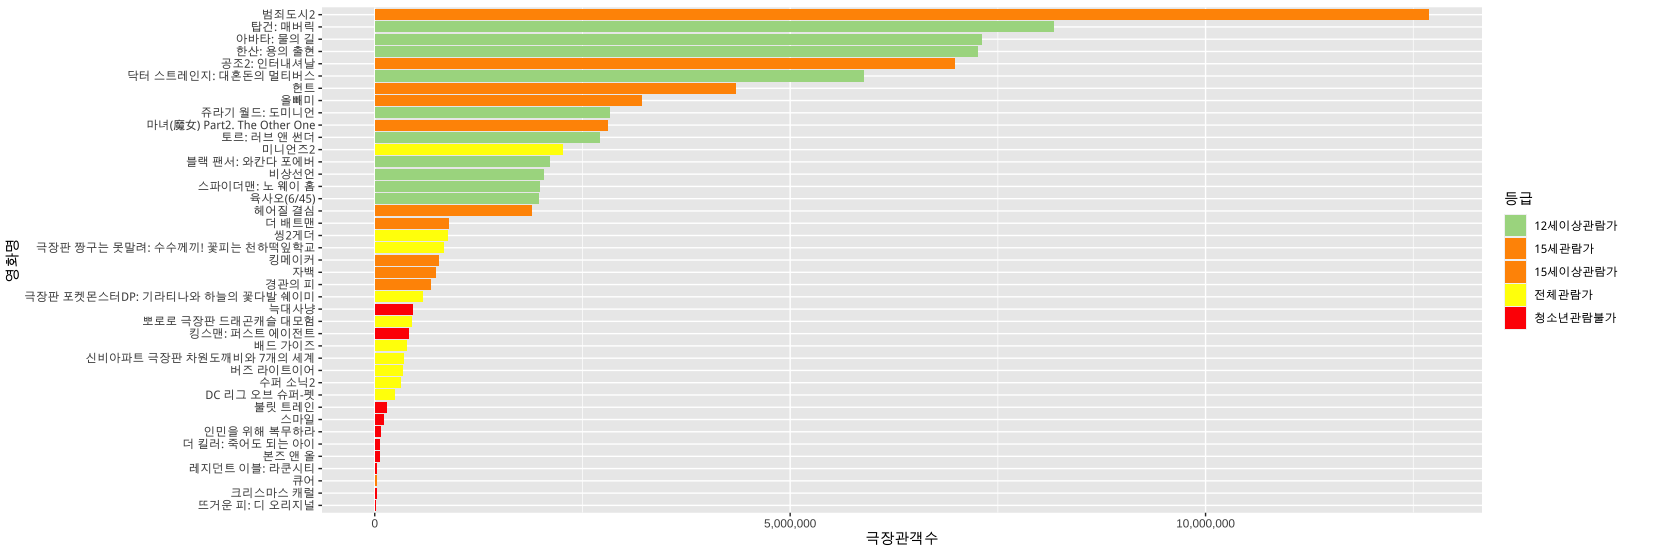 범죄도시2
탑건: 매버릭
아바타: 물의 길
한산: 용의 출현
공조2: 인터내셔날
닥터 스트레인지: 대혼돈의 멀티버스
헌트
올빼미
쥬라기 월드: 도미니언
마녀(魔女) Part2. The Other One
토르: 러브 앤 썬더
미니언즈2
블랙 팬서: 와칸다 포에버
비상선언
스파이더맨: 노 웨이 홈
육사오(6/45)
헤어질 결심
더 배트맨
씽2게더
극장판 짱구는 못말려: 수수께끼! 꽃피는 천하떡잎학교
킹메이커
자백
경관의 피
극장판 포켓몬스터DP: 기라티나와 하늘의 꽃다발 쉐이미
늑대사냥
뽀로로 극장판 드래곤캐슬 대모험
킹스맨: 퍼스트 에이전트
배드 가이즈
신비아파트 극장판 차원도깨비와 7개의 세계
버즈 라이트이어
수퍼 소닉2
DC 리그 오브 슈퍼-펫
불릿 트레인
스마일
인민을 위해 복무하라
더 킬러: 죽어도 되는 아이
본즈 앤 올
레지던트 이블: 라쿤시티
큐어
크리스마스 캐럴
뜨거운 피: 디 오리지널
영화명
0
5,000,000
10,000,000
극장관객수
등급
12세이상관람가
15세관람가
15세이상관람가
전체관람가
청소년관람불가